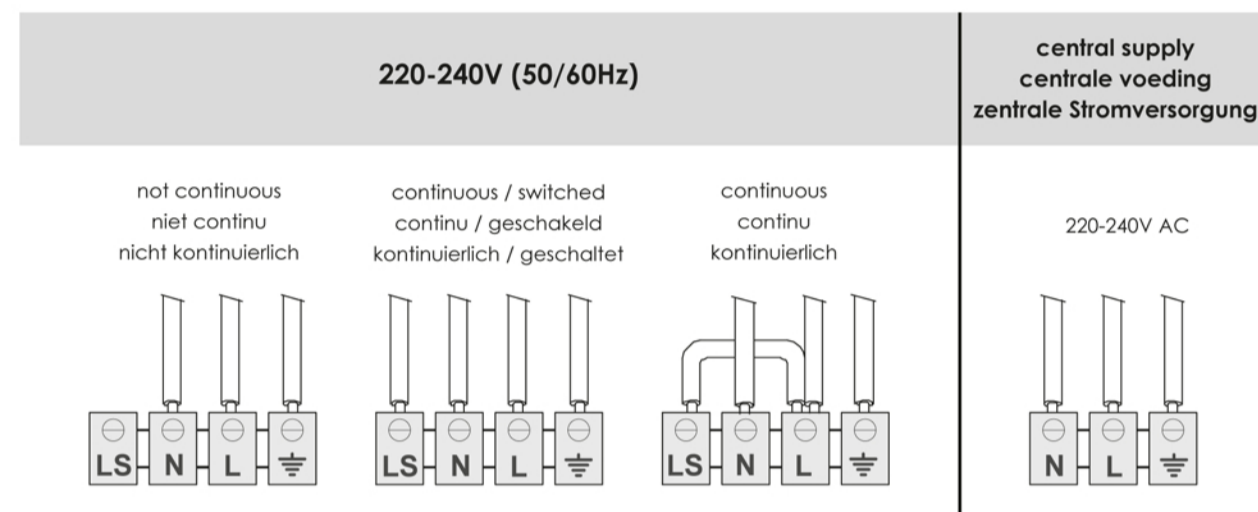 220-240V (50/60Hz)
central supply
centrale voeding
zentrale Stromversorgung
not continuous
niet continu
nicht kontinuierlich
continuous / switched
continu / geschakeld
kontinuierlich / geschaltet
continuous
continu
kontinuierlich
220-240V AC
LS N L
LS N L
LS N L
N L